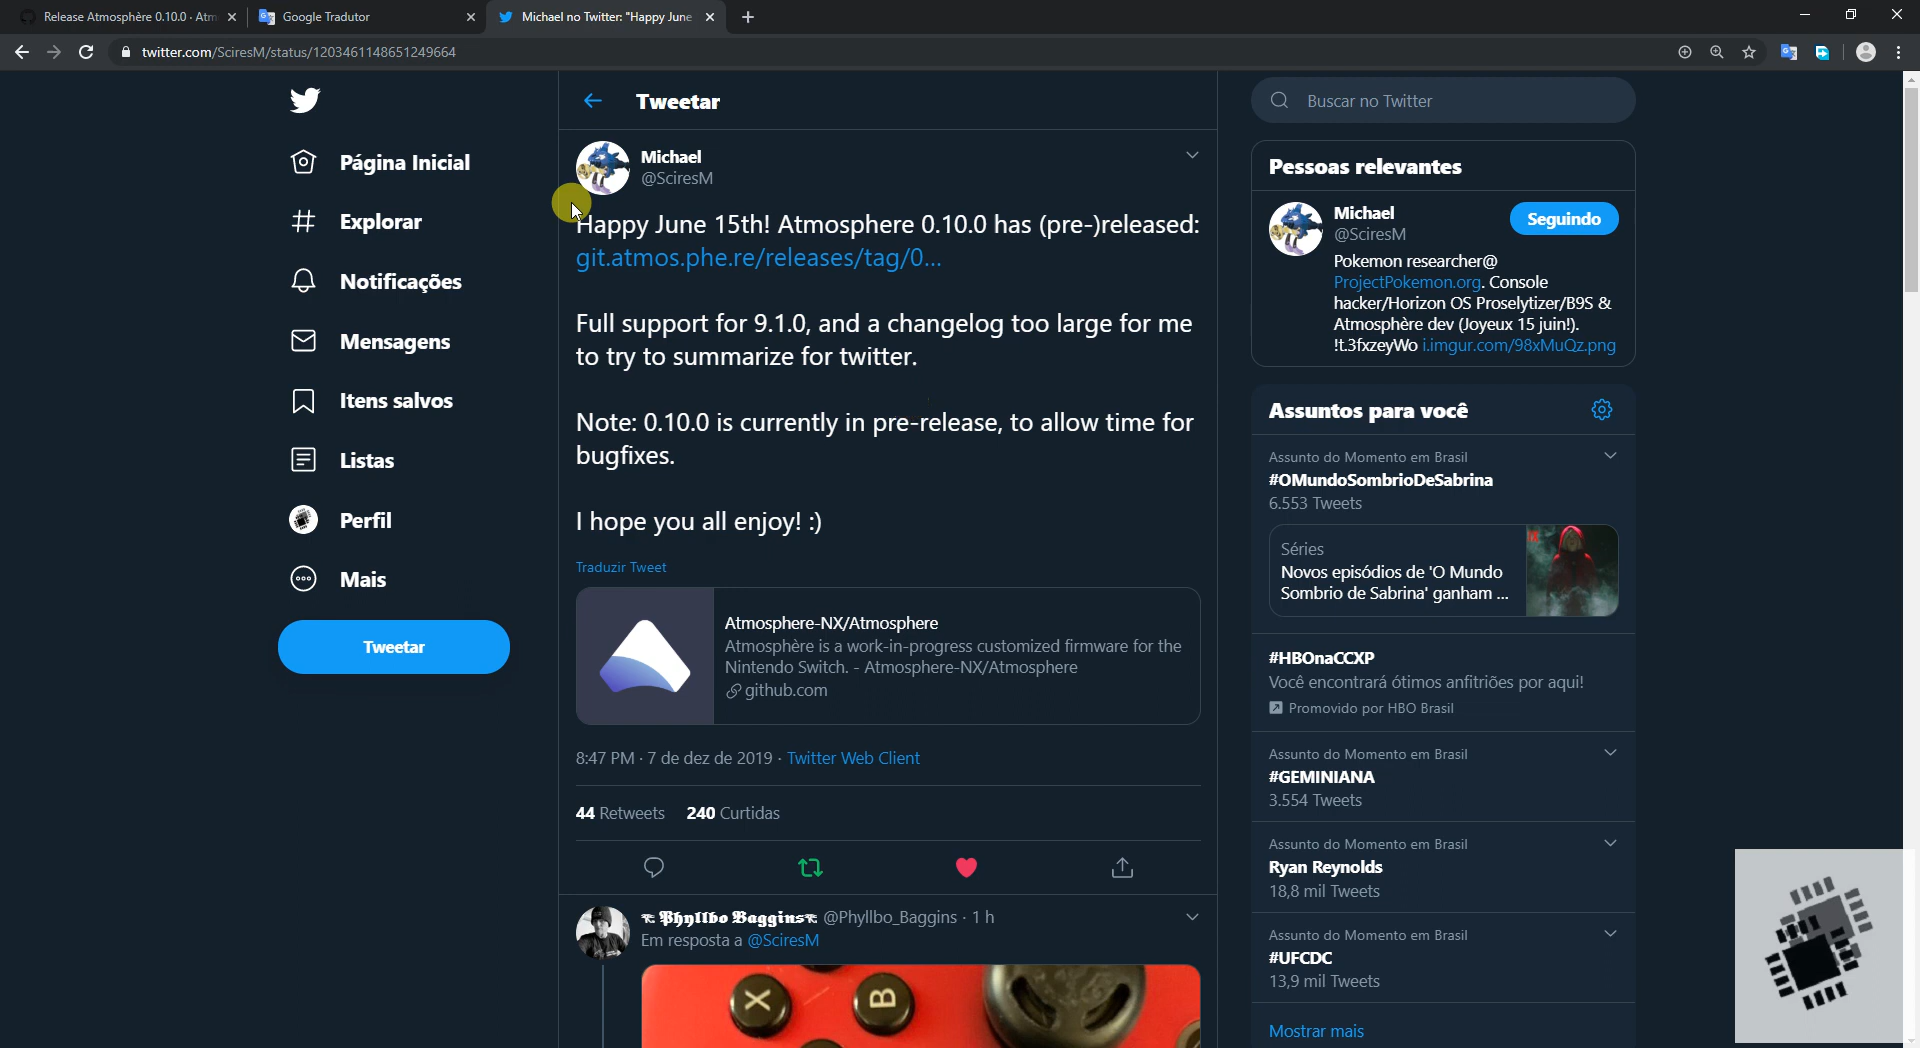 Release Atmosphère 0.10.0 · Atm
Google Tradutor
Michael no Twitter: "Happy June
twitter.com/SciresM/status/1203461148651249664
Página Inicial
Explorar
Notificações
Mensagens
Itens salvos
Listas
Perfil
Mais
Tweetar
Tweetar
Michael
@SciresM
Happy June 15th! Atmosphere 0.10.0 has (pre-)released:
git.atmos.phe.re/releases/tag/0...
Full support for 9.1.0, and a changelog too large for me
to try to summarize for twitter.
Note: 0.10.0 is currently in pre-release, to allow time for
bugfixes.
I hope you all enjoy! :)
Traduzir Tweet
Atmosphere-NX/Atmosphere
Atmosphère is a work-in-progress customized firmware for the
Nintendo Switch. - Atmosphere-NX/Atmosphere
github.com
8:47 PM · 7 de dez de 2019 · Twitter Web Client
44 Retweets 240 Curtidas
Phyllbo Baggins @Phyllbo_Baggins · 1 h
Em resposta a @SciresM
X B
Buscar no Twitter
Pessoas relevantes
Michael
@SciresM
Seguindo
Pokemon researcher@
ProjectPokemon.org. Console
hacker/Horizon OS Proselytizer/B9S &
Atmosphère dev (Joyeux 15 juin!).
!t.3fxzeyWo i.imgur.com/98xMuQz.png
Assuntos para você
Assunto do Momento em Brasil
#OMundoSombrioDeSabrina
6.553 Tweets
Séries
Novos episódios de 'O Mundo
Sombrio de Sabrina' ganham ...
#HBOnaCCXP
Você encontrará ótimos anfitriões por aqui!
Promovido por HBO Brasil
Assunto do Momento em Brasil
#GEMINIANA
3.554 Tweets
Assunto do Momento em Brasil
Ryan Reynolds
18,8 mil Tweets
Assunto do Momento em Brasil
#UFCDC
13,9 mil Tweets
Mostrar mais